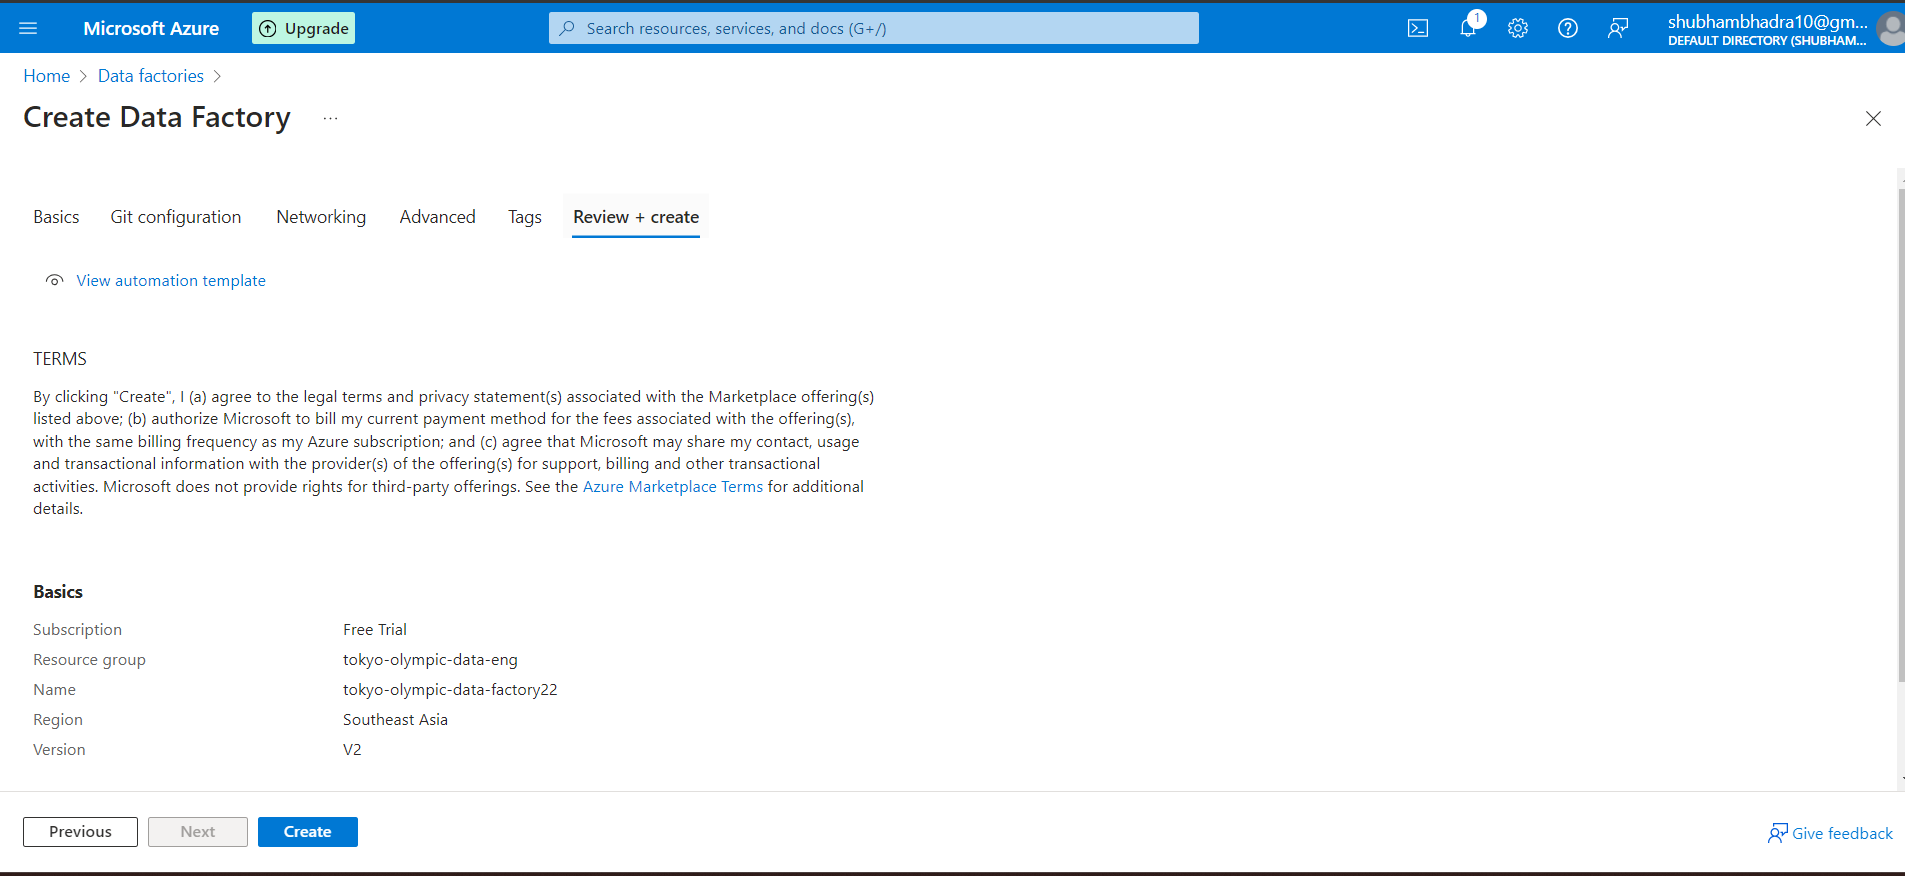 Microsoft Azure
Upgrade
Search resources, services, and docs (G+/)
1
shubhambhadra10@gm...
DEFAULT DIRECTORY (SHUBHAM...
Home > Data factories >
Create Data Factory ...
Basics Git configuration Networking Advanced Tags Review + create
View automation template
TERMS
By clicking "Create", I (a) agree to the legal terms and privacy statement(s) associated with the Marketplace offering(s)
listed above; (b) authorize Microsoft to bill my current payment method for the fees associated with the offering(s),
with the same billing frequency as my Azure subscription; and (c) agree that Microsoft may share my contact, usage
and transactional information with the provider(s) of the offering(s) for support, billing and other transactional
activities. Microsoft does not provide rights for third-party offerings. See the Azure Marketplace Terms for additional
details.
Basics
Subscription Free Trial
Resource group tokyo-olympic-data-eng
Name tokyo-olympic-data-factory22
Region Southeast Asia
Version V2
Previous Next Create
Give feedback